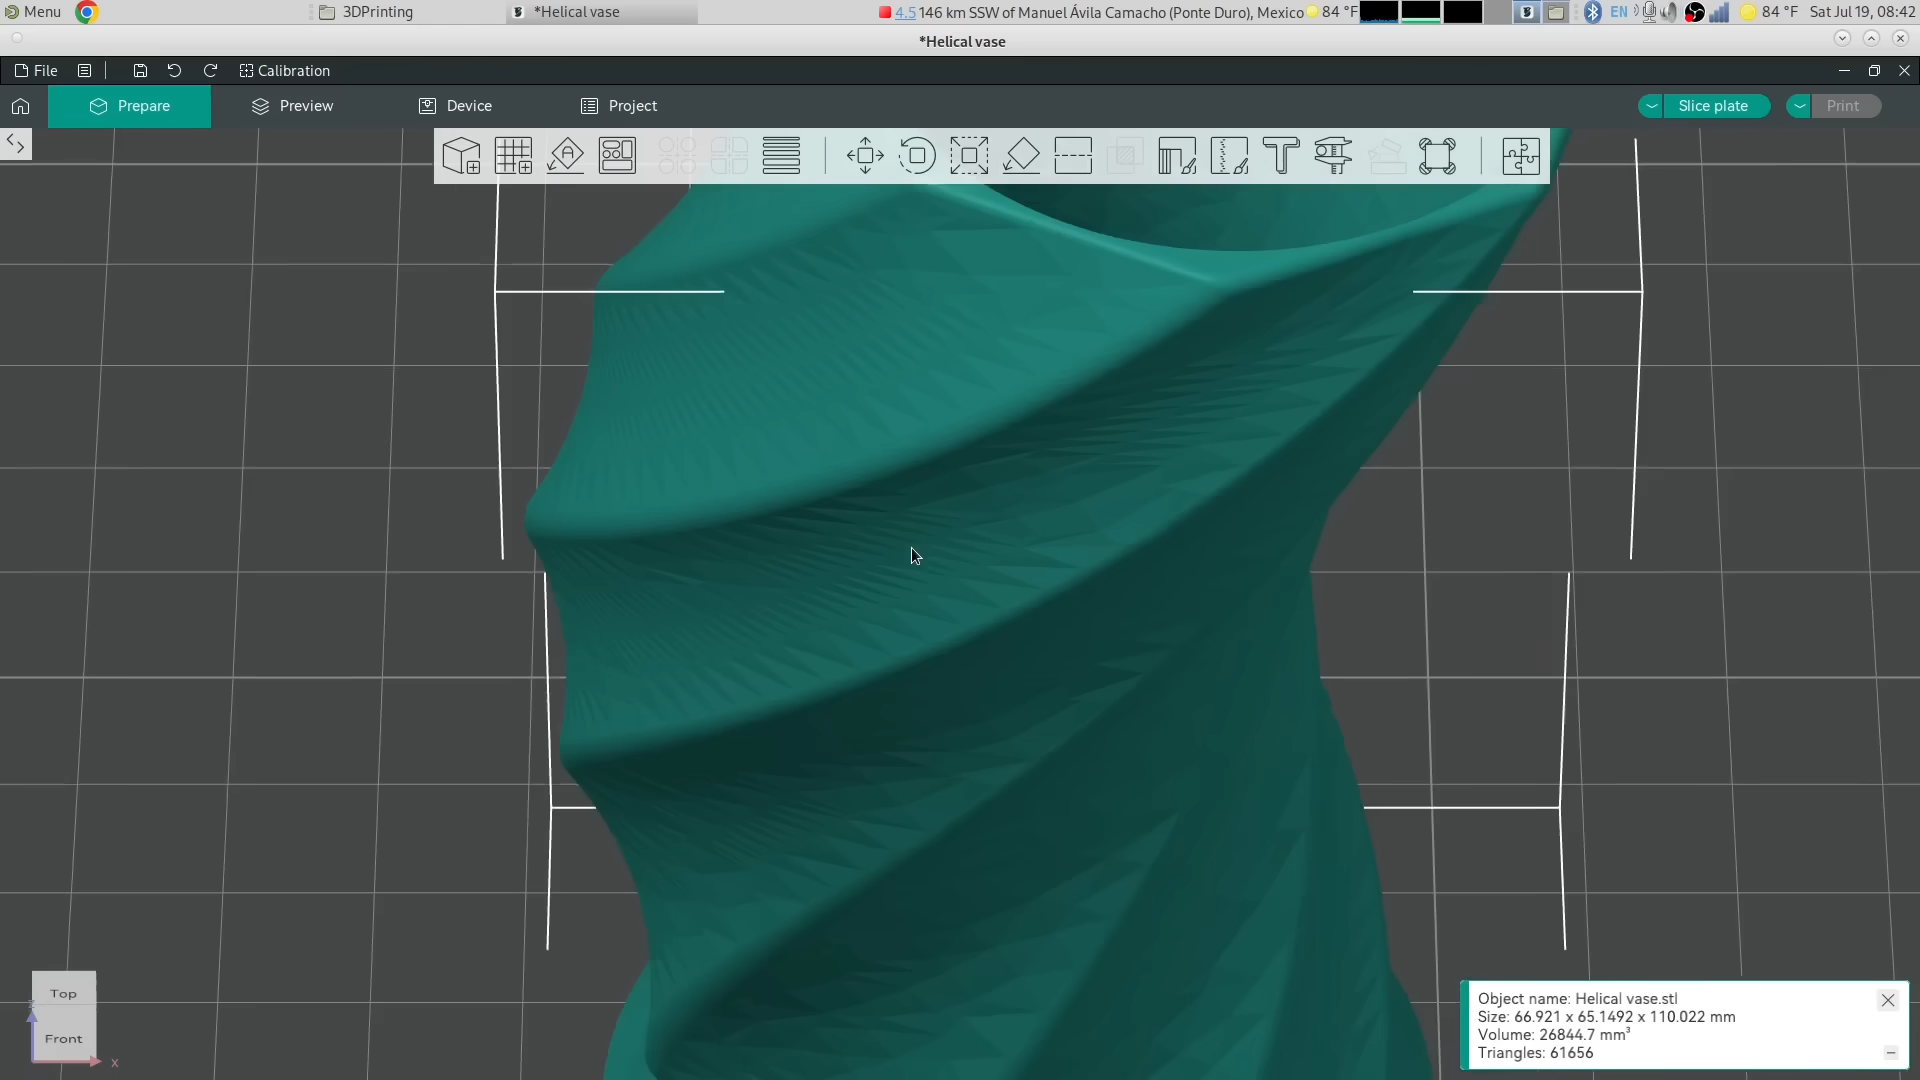 Menu
3DPrinting
*Helical vase
4.5 146 km SSW of Manuel Ávila Camacho (Ponte Duro), Mexico
84 °F
EN
84 °F
Sat Jul 19, 08:42
*Helical vase
File
Calibration
Prepare
Preview
Device
Project
Slice plate
Print
Top
Front
x
Object name: Helical vase.stl
Size: 66.921 x 65.1492 x 110.022 mm
Volume: 26844.7 mm³
Triangles: 61656